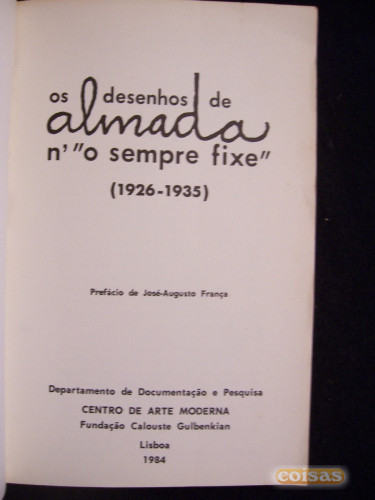 os desenhos de
almada
n' "o sempre fixe"
(1926-1935)
Prefácio de José-Augusto França
Departamento de Documentação e Pesquisa
CENTRO DE ARTE MODERNA
Fundação Calouste Gulbenkian
Lisboa
1984
coisas